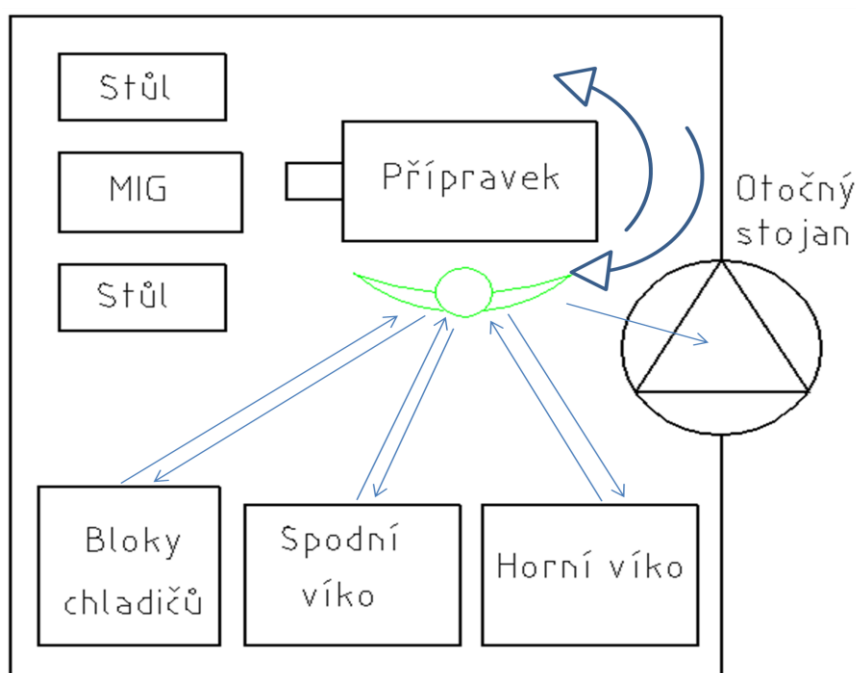 Stůl
MIG
Stůl
Přípravek
Otočný
stojan
Bloky
chladičů
Spodní
víko
Horní víko